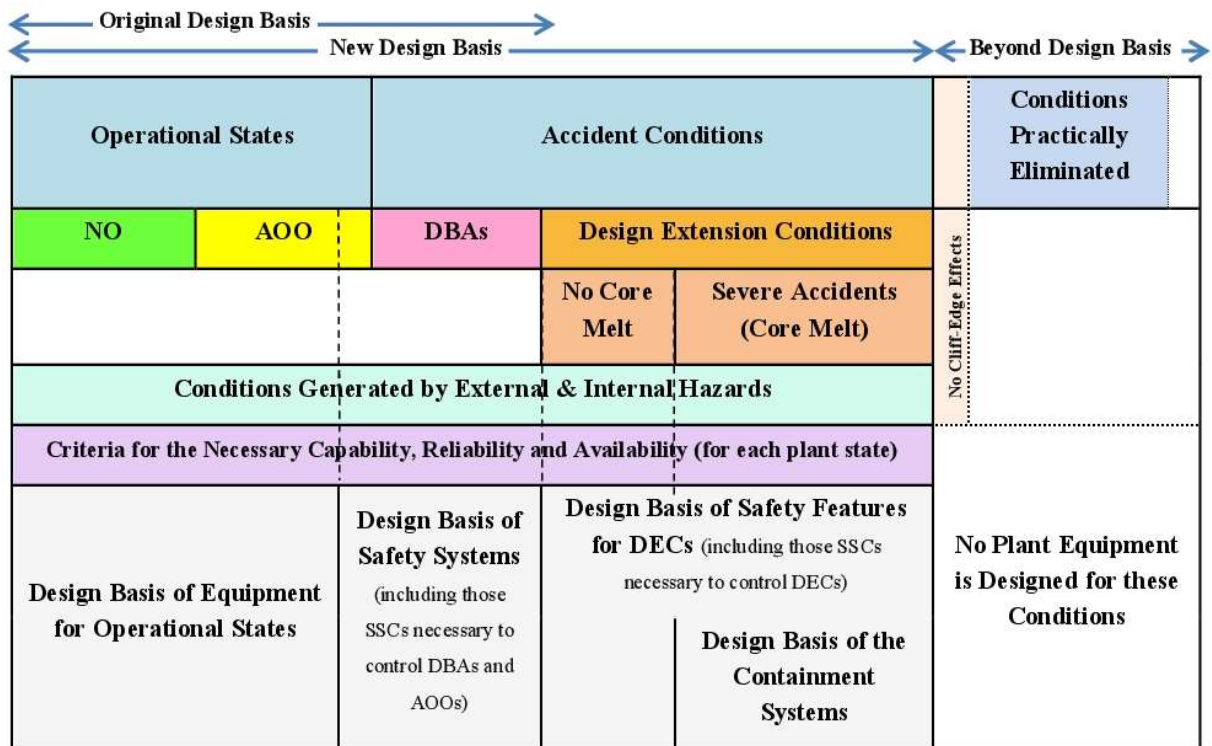 Original Design Basis
New Design Basis
Beyond Design Basis
Operational States
Accident Conditions
Conditions
Practically
Eliminated
NO
AOO
DBAs
Design Extension Conditions
No Core
Melt
Severe Accidents
(Core Melt)
No Cliff-Edge Effects
Conditions Generated by External & Internal Hazards
Criteria for the Necessary Capability, Reliability and Availability (for each plant state)
Design Basis of Equipment
for Operational States
Design Basis of
Safety Systems
(including those
SSCs necessary to
control DBAs and
AOOs)
Design Basis of Safety Features
for DECs (including those SSCs
necessary to control DECs)
Design Basis of the
Containment
Systems
No Plant Equipment
is Designed for these
Conditions